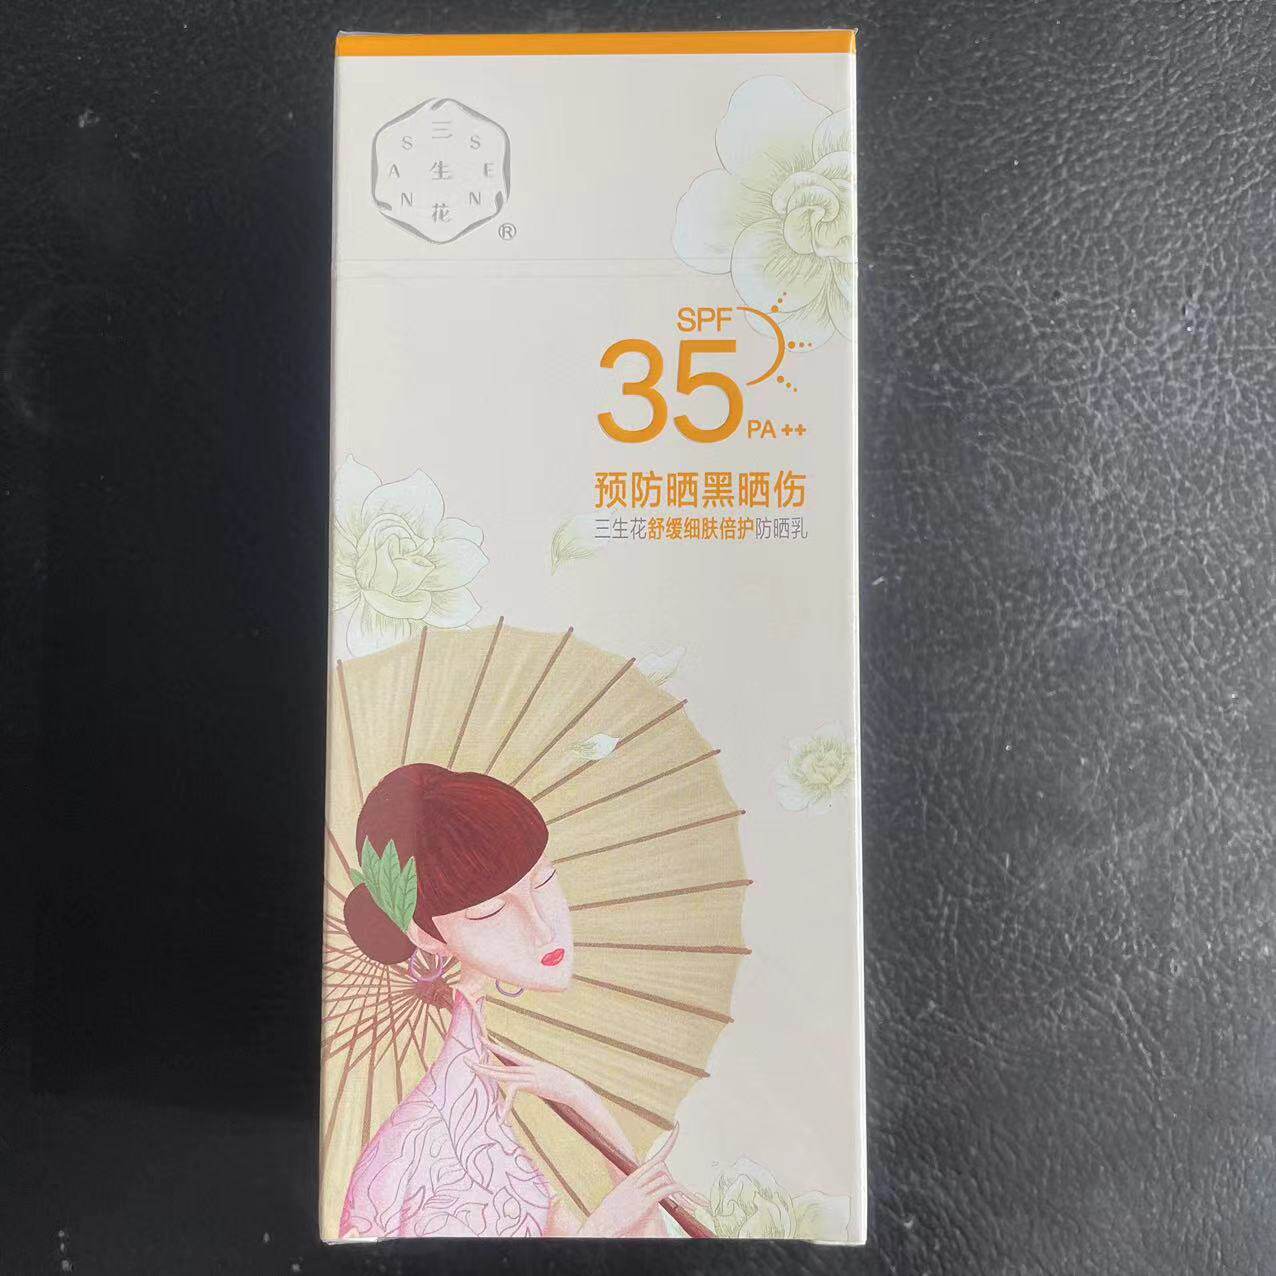 三生花
SANSEN
®
SPF
35 PA++
预防晒黑晒伤
三生花舒缓细肤倍护防晒乳